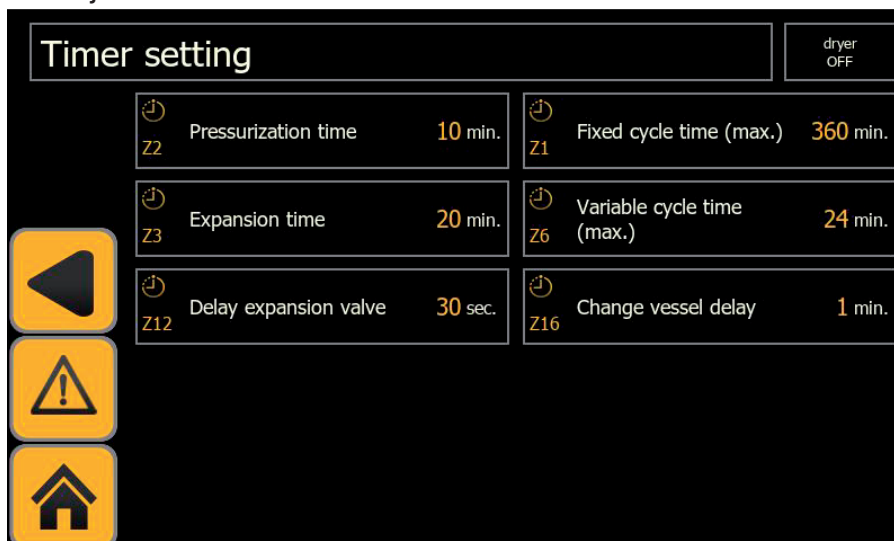 Timer setting
dryer
OFF
Z2 Pressurization time 10 min.
Z1 Fixed cycle time (max.) 360 min.
Z3 Expansion time 20 min.
Z6 Variable cycle time
(max.) 24 min.
Z12 Delay expansion valve 30 sec.
Z16 Change vessel delay 1 min.